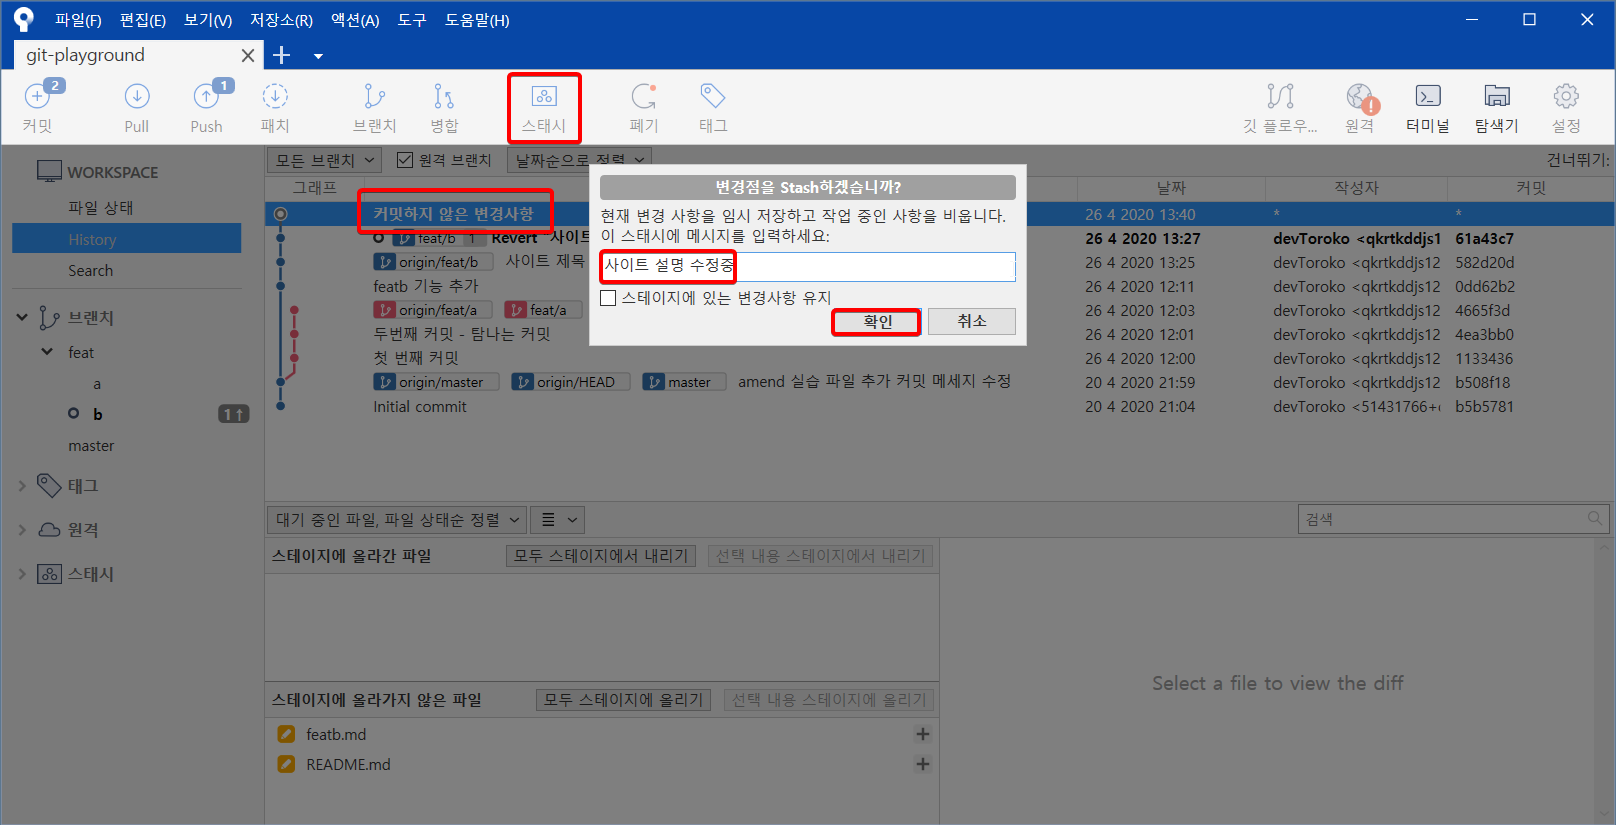 파일(F) 편집(E) 보기(V) 저장소(R) 액션(A) 도구 도움말(H)
git-playground
2
1
커밋 Pull Push 패치 브랜치 병합 스태시 폐기 태그 깃 플로우... 원격 터미널 탐색기 설정
WORKSPACE
파일 상태
History
Search
브랜치
feat
a
b 1↑
master
태그
원격
스태시
모든 브랜치 원격 브랜치 날짜순으로 정렬 건너뛰기:
그래프 날짜 작성자 커밋
커밋하지 않은 변경사항 26 4 2020 13:40 * *
feat/b 1 Revert "사이트 26 4 2020 13:27 devToroko <qkrtkddjs1 61a43c7
origin/feat/b 사이트 제목 26 4 2020 13:25 devToroko <qkrtkddjs12 582d20d
featb 기능 추가 26 4 2020 12:11 devToroko <qkrtkddjs12 0dd62b2
origin/feat/a feat/a 26 4 2020 12:03 devToroko <qkrtkddjs12 4665f3d
두번째 커밋 - 탐나는 커밋 26 4 2020 12:01 devToroko <qkrtkddjs12 4ea3bb0
첫 번째 커밋 26 4 2020 12:00 devToroko <qkrtkddjs12 1133436
origin/master origin/HEAD master amend 실습 파일 추가 커밋 메세지 수정 20 4 2020 21:59 devToroko <qkrtkddjs12 b508f18
Initial commit 20 4 2020 21:04 devToroko <51431766+ b5b5781
변경점을 Stash하겠습니까?
현재 변경 사항을 임시 저장하고 작업 중인 사항을 비웁니다.
이 스태시에 메시지를 입력하세요:
사이트 설명 수정중
스테이지에 있는 변경사항 유지
확인 취소
대기 중인 파일, 파일 상태순 정렬 검색
스테이지에 올라간 파일 모두 스테이지에서 내리기 선택 내용 스테이지에서 내리기
스테이지에 올라가지 않은 파일 모두 스테이지에 올리기 선택 내용 스테이지에 올리기
featb.md
README.md
Select a file to view the diff